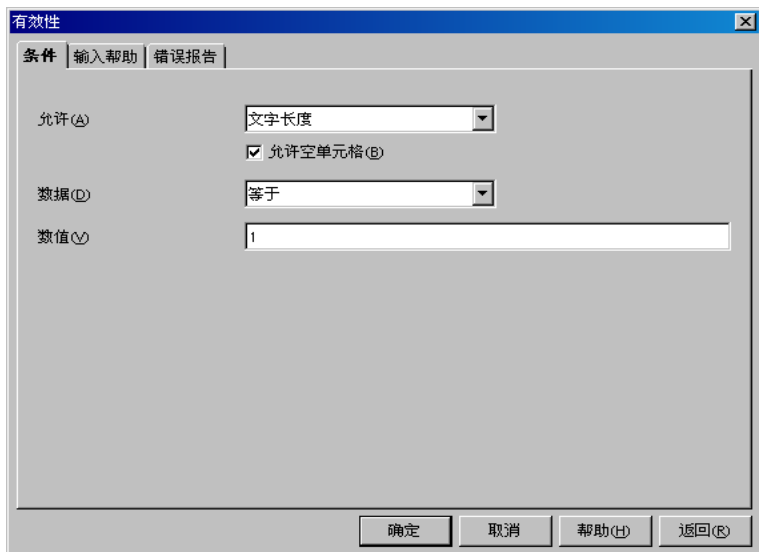 有效性
条件 输入帮助 错误报告
允许(A) 文字长度
允许空单元格(B)
数据(D) 等于
数值(V) 1
确定 取消 帮助(H) 返回(R)